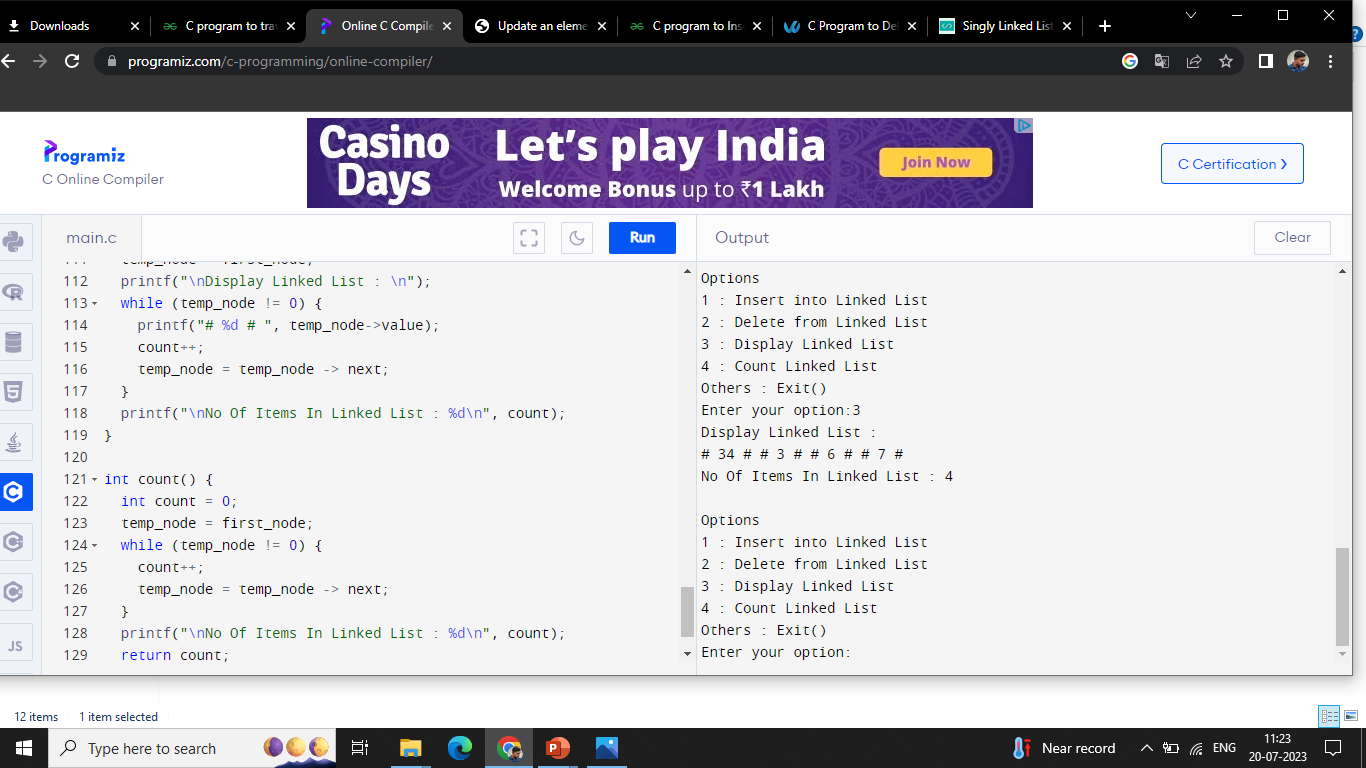 Downloads
C program to trav
Online C Compile
Update an eleme
C program to Ins
C Program to De
Singly Linked List
programiz.com/c-programming/online-compiler/
Programiz
C Online Compiler
Casino
Days
Let's play India
Welcome Bonus up to ₹1 Lakh
Join Now
C Certification >
main.c
Run
Output
Clear
111 temp_node = first_node;
112 printf("\nDisplay Linked List : \n");
113 while (temp_node != 0) {
114 printf("# %d # ", temp_node->value);
115 count++;
116 temp_node = temp_node -> next;
117 }
118 printf("\nNo Of Items In Linked List : %d\n", count);
119 }
120
121 int count() {
122 int count = 0;
123 temp_node = first_node;
124 while (temp_node != 0) {
125 count++;
126 temp_node = temp_node -> next;
127 }
128 printf("\nNo Of Items In Linked List : %d\n", count);
129 return count;
Options
1 : Insert into Linked List
2 : Delete from Linked List
3 : Display Linked List
4 : Count Linked List
Others : Exit()
Enter your option:3
Display Linked List :
# 34 # # 3 # # 6 # # 7 #
No Of Items In Linked List : 4
Options
1 : Insert into Linked List
2 : Delete from Linked List
3 : Display Linked List
4 : Count Linked List
Others : Exit()
Enter your option:
JS
12 items
1 item selected
Type here to search
Near record
ENG
11:23
20-07-2023